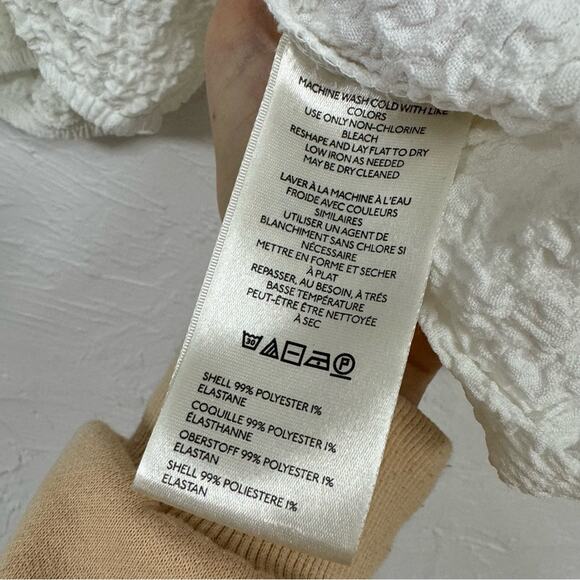 MACHINE WASH COLD WITH LIKE
COLORS
USE ONLY NON-CHLORINE
BLEACH
RESHAPE AND LAY FLAT TO DRY
LOW IRON AS NEEDED
MAY BE DRY CLEANED
LAVER À LA MACHINE À L'EAU
FROIDE AVEC COULEURS
SIMILAIRES
UTILISER UN AGENT DE
BLANCHIMENT SANS CHLORE SI
NÉCESSAIRE
METTRE EN FORME ET SECHER
À PLAT
REPASSER, AU BESOIN, À TRÉS
BASSE TEMPÉRATURE
PEUT-ÊTRE ÊTRE NETTOYÉE
À SEC
30 P
SHELL 99% POLYESTER 1%
ELASTANE
COQUILLE 99% POLYESTER 1%
ÉLASTHANNE
OBERSTOFF 99% POLYESTER 1%
ELASTAN
SHELL 99% POLIESTERE 1%
ELASTAN